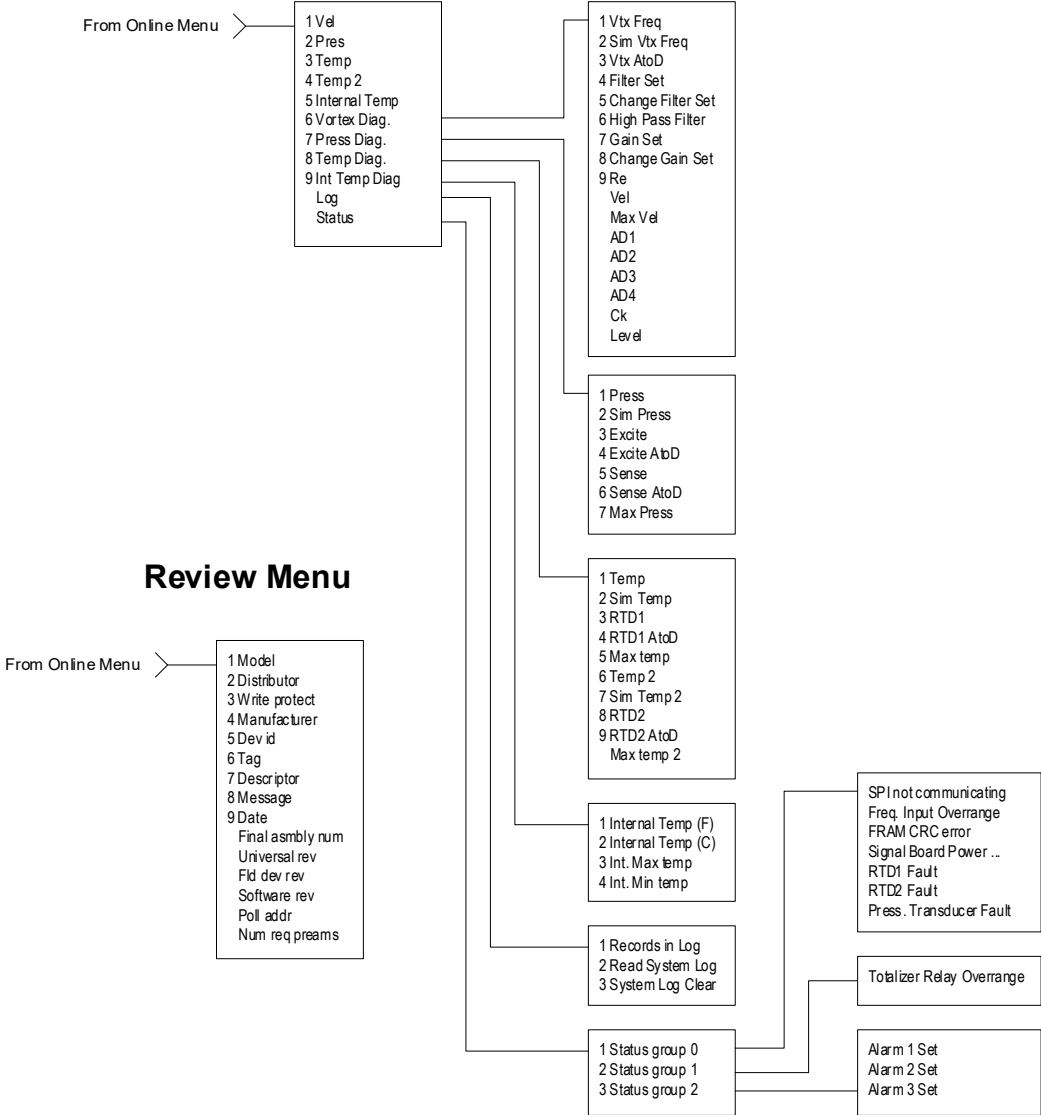 From Online Menu
1 Vel
2 Pres
3 Temp
4 Temp 2
5 Internal Temp
6 Vortex Diag.
7 Press Diag.
8 Temp Diag.
9 Int Temp Diag
Log
Status
1 Vtx Freq
2 Sim Vtx Freq
3 Vtx AtoD
4 Filter Set
5 Change Filter Set
6 High Pass Filter
7 Gain Set
8 Change Gain Set
9 Re
Vel
Max Vel
AD1
AD2
AD3
AD4
Ck
Level
1 Press
2 Sim Press
3 Excite
4 Excite AtoD
5 Sense
6 Sense AtoD
7 Max Press
1 Temp
2 Sim Temp
3 RTD1
4 RTD1 AtoD
5 Max temp
6 Temp 2
7 Sim Temp 2
8 RTD2
9 RTD2 AtoD
Max temp 2
1 Internal Temp (F)
2 Internal Temp (C)
3 Int. Max temp
4 Int. Min temp
1 Records in Log
2 Read System Log
3 System Log Clear
1 Status group 0
2 Status group 1
3 Status group 2
SPI not communicating
Freq. Input Overrange
FRAM CRC error
Signal Board Power ...
RTD1 Fault
RTD2 Fault
Press. Transducer Fault
Totalizer Relay Overrange
Alarm 1 Set
Alarm 2 Set
Alarm 3 Set
Review Menu
From Online Menu
1 Model
2 Distributor
3 Write protect
4 Manufacturer
5 Dev id
6 Tag
7 Descriptor
8 Message
9 Date
Final asmbly num
Universal rev
Fld dev rev
Software rev
Poll addr
Num req preams